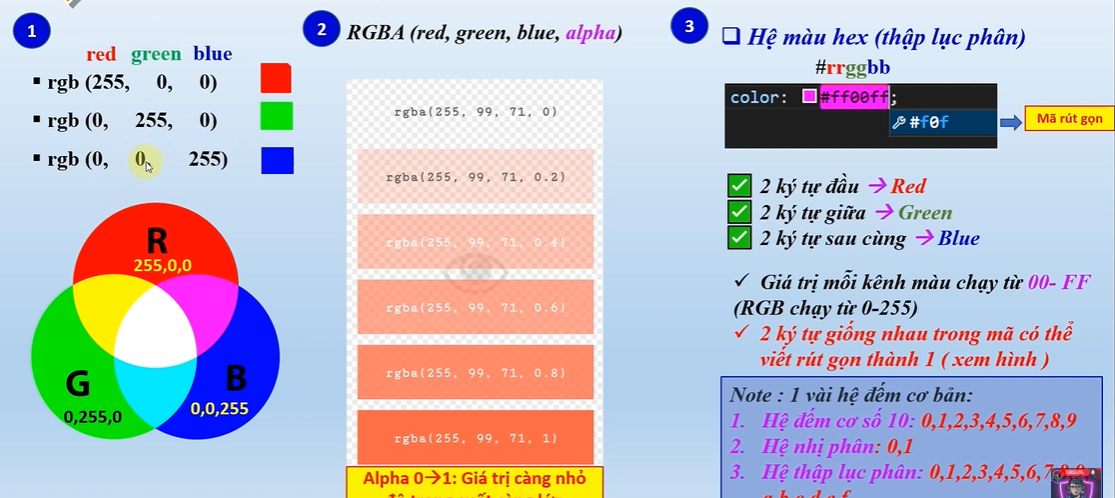 1
red green blue
rgb (255, 0, 0)
rgb (0, 255, 0)
rgb (0, 0, 255)
R
255,0,0
G
0,255,0
B
0,0,255
2
RGBA (red, green, blue, alpha)
rgba(255, 99, 71, 0)
rgba(255, 99, 71, 0.2)
rgba(255, 99, 71, 0.4)
rgba(255, 99, 71, 0.6)
rgba(255, 99, 71, 0.8)
rgba(255, 99, 71, 1)
Alpha 0→1: Giá trị càng nhỏ
3
Hệ màu hex (thập lục phân)
#rrggbb
color: #ff00ff;
#f0f
Mã rút gọn
2 ký tự đầu → Red
2 ký tự giữa → Green
2 ký tự sau cùng → Blue
Giá trị mỗi kênh màu chạy từ 00- FF
(RGB chạy từ 0-255)
2 ký tự giống nhau trong mã có thể
viết rút gọn thành 1 ( xem hình )
Note : 1 vài hệ đếm cơ bản:
1. Hệ đếm cơ số 10: 0,1,2,3,4,5,6,7,8,9
2. Hệ nhị phân: 0,1
3. Hệ thập lục phân: 0,1,2,3,4,5,6,7,8,9